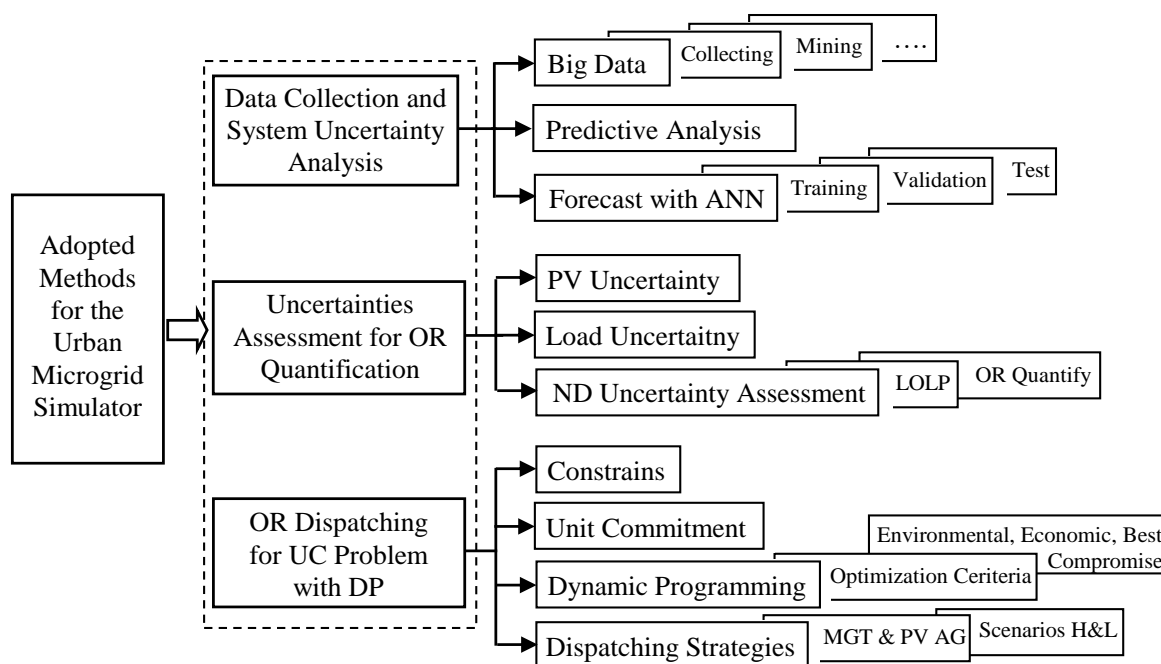 Adopted
Methods
for the
Urban
Microgrid
Simulator
Data Collection and
System Uncertainty
Analysis
Big Data
Collecting
Mining
….
Predictive Analysis
Forecast with ANN
Training
Validation
Test
Uncertainties
Assessment for OR
Quantification
PV Uncertainty
Load Uncertaitny
ND Uncertainty Assessment
LOLP
OR Quantify
OR Dispatching
for UC Problem
with DP
Constrains
Unit Commitment
Dynamic Programming
Optimization Ceriteria
Environmental, Economic, Best
Compromise
Dispatching Strategies
MGT & PV AG
Scenarios H&L